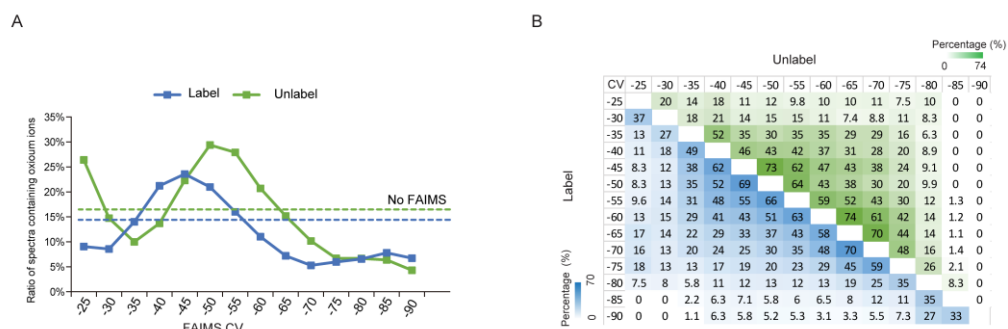 A
Label Unlabel
Ratio of spectra containing oxioum ions
35%
30%
25%
20%
15%
10%
5%
0%
No FAIMS
-25 -30 -35 -40 -45 -50 -55 -60 -65 -70 -75 -80 -85 -90
FAIMS CV
B
Percentage (%)
0 74
Unlabel
Label
Percentage (%)
0 70
CV -25 -30 -35 -40 -45 -50 -55 -60 -65 -70 -75 -80 -85 -90
-25 20 14 18 11 12 9.8 10 10 11 7.5 10 0 0
-30 37 18 21 14 15 15 11 7.4 8.8 11 8.3 0 0
-35 13 27 52 35 30 35 35 29 29 16 6.3 0 0
-40 11 18 49 46 43 42 37 31 28 20 8.9 0 0
-45 8.3 12 38 62 73 62 47 43 38 24 9.1 0 0
-50 8.3 13 35 52 69 64 43 38 30 20 9.9 0 0
-55 9.6 14 31 48 55 66 59 52 43 30 12 1.3 0
-60 13 15 29 41 43 51 63 74 61 42 14 1.2 0
-65 16 14 22 29 33 37 43 58 70 44 14 1.1 0
-70 16 13 20 24 25 30 35 48 70 48 16 1.4 0
-75 18 13 13 17 19 20 23 29 45 59 26 2.1 0
-80 7.5 8 5.8 11 12 13 12 13 19 25 35 8.3 0
-85 0 0 2.2 6.3 7.1 5.8 6 6.5 8 12 11 35 0
-90 0 0 1.1 6.3 5.8 5.2 5.3 3.1 3.3 5.5 7.3 27 33